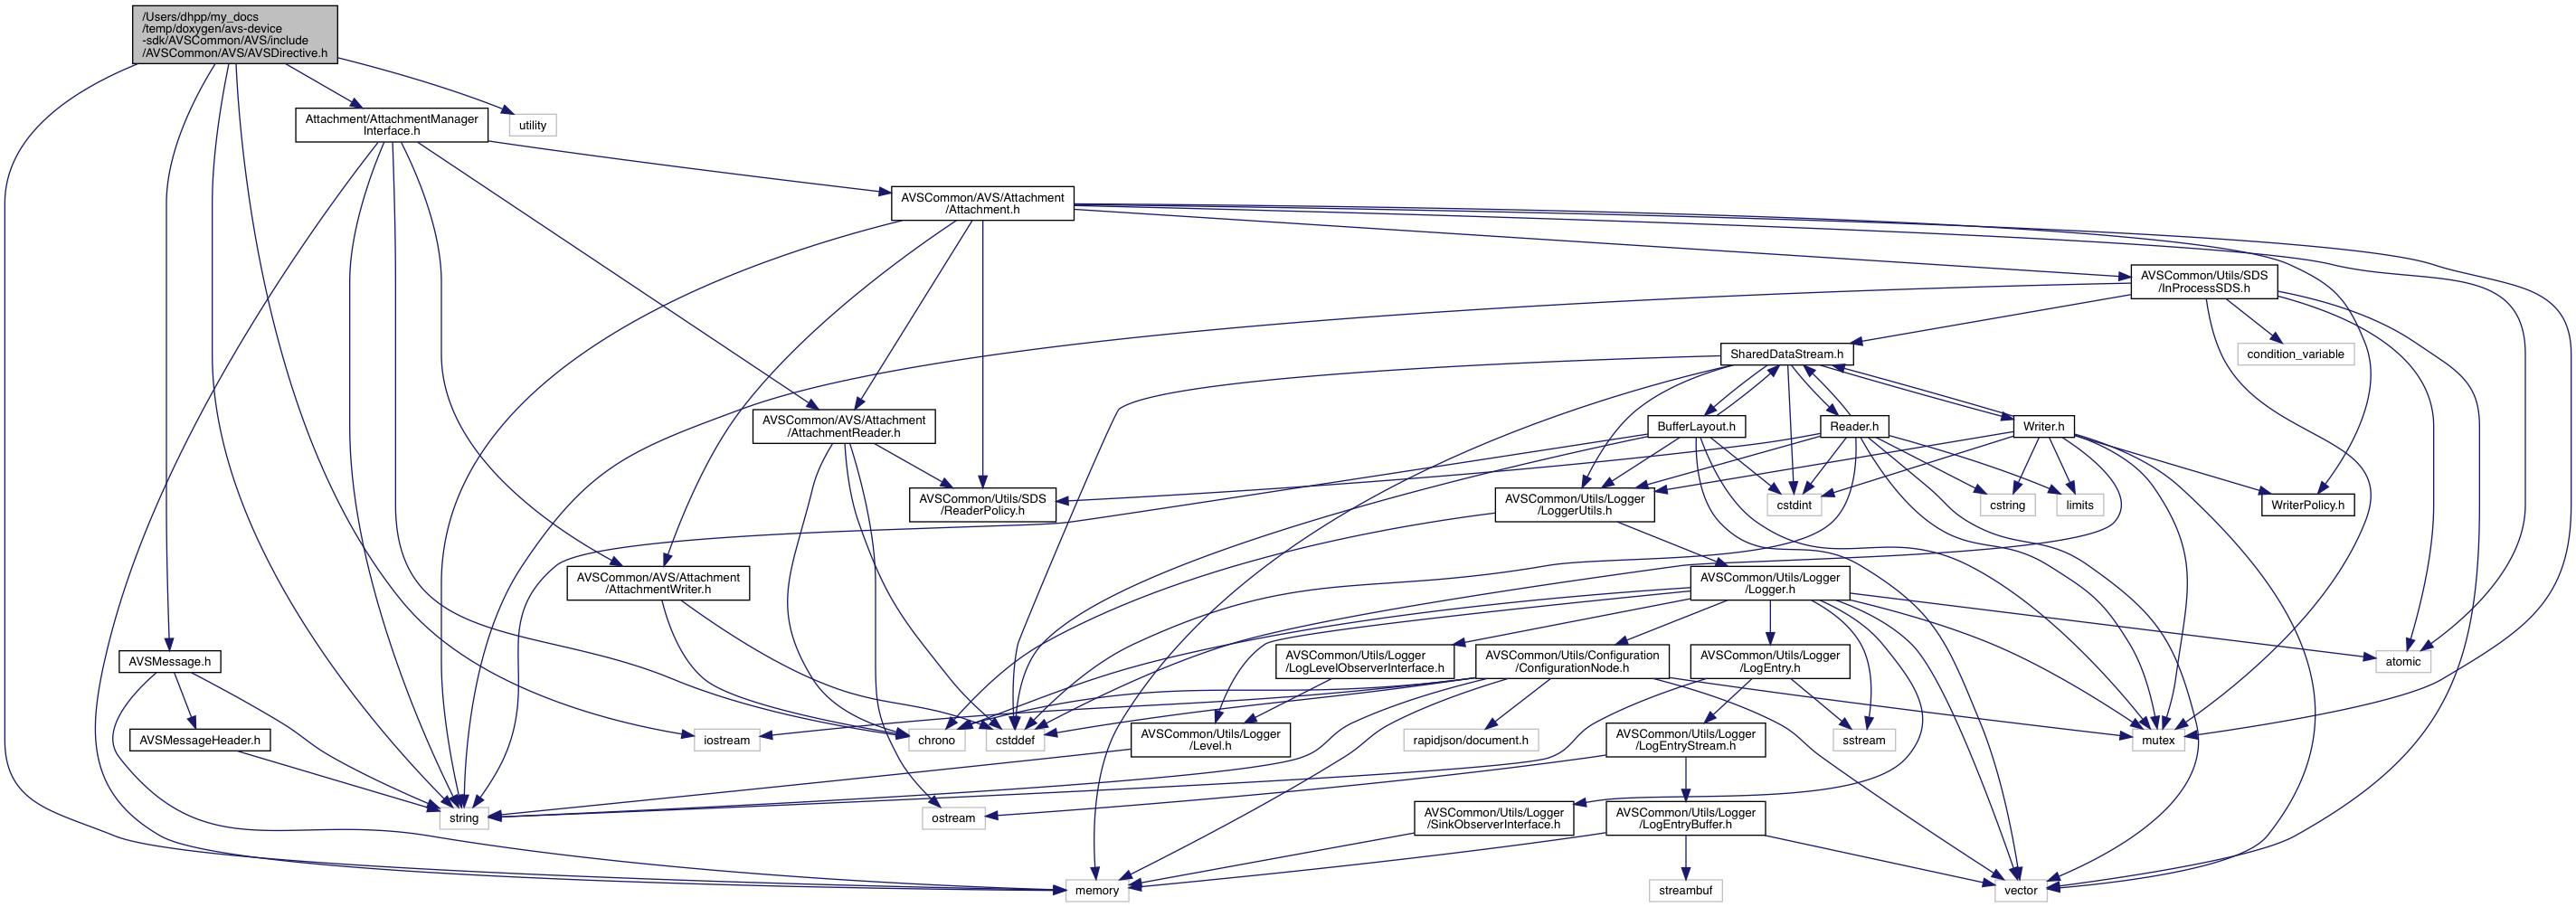 /Users/dhpp/my_docs
/temp/doxygen/avs-device
-sdk/AVSCommon/AVS/include
/AVSCommon/AVS/AVSDirective.h
Attachment/AttachmentManager
Interface.h
utility
AVSCommon/AVS/Attachment
/Attachment.h
AVSCommon/Utils/SDS
/InProcessSDS.h
SharedDataStream.h
condition_variable
AVSCommon/AVS/Attachment
/AttachmentReader.h
BufferLayout.h
Reader.h
Writer.h
AVSCommon/Utils/SDS
/ReaderPolicy.h
AVSCommon/Utils/Logger
/LoggerUtils.h
cstdint
cstring
limits
WriterPolicy.h
AVSCommon/AVS/Attachment
/AttachmentWriter.h
AVSCommon/Utils/Logger
/Logger.h
AVSMessage.h
AVSCommon/Utils/Logger
/LogLevelObserverInterface.h
AVSCommon/Utils/Configuration
/ConfigurationNode.h
AVSCommon/Utils/Logger
/LogEntry.h
atomic
AVSMessageHeader.h
iostream
chrono
cstddef
AVSCommon/Utils/Logger
/Level.h
rapidjson/document.h
AVSCommon/Utils/Logger
/LogEntryStream.h
sstream
mutex
string
ostream
AVSCommon/Utils/Logger
/SinkObserverInterface.h
AVSCommon/Utils/Logger
/LogEntryBuffer.h
memory
streambuf
vector